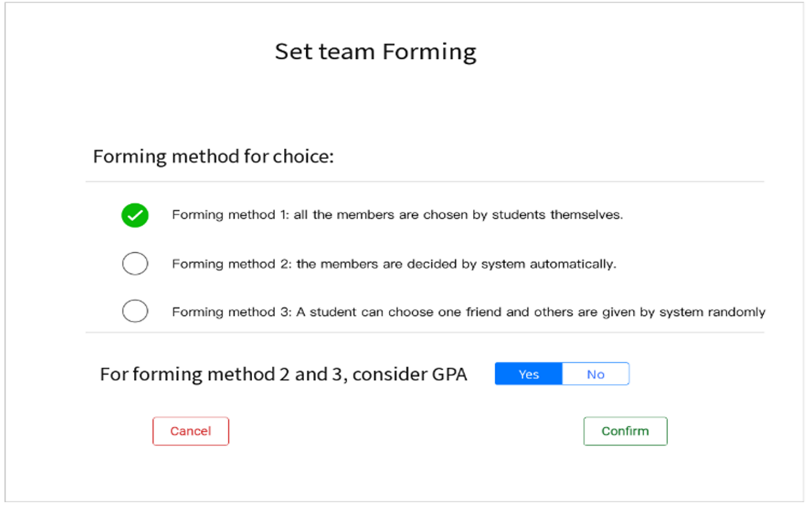 Set team Forming
Forming method for choice:
Forming method 1: all the members are chosen by students themselves.
Forming method 2: the members are decided by system automatically.
Forming method 3: A student can choose one friend and others are given by system randomly
For forming method 2 and 3, consider GPA Yes No
Cancel Confirm